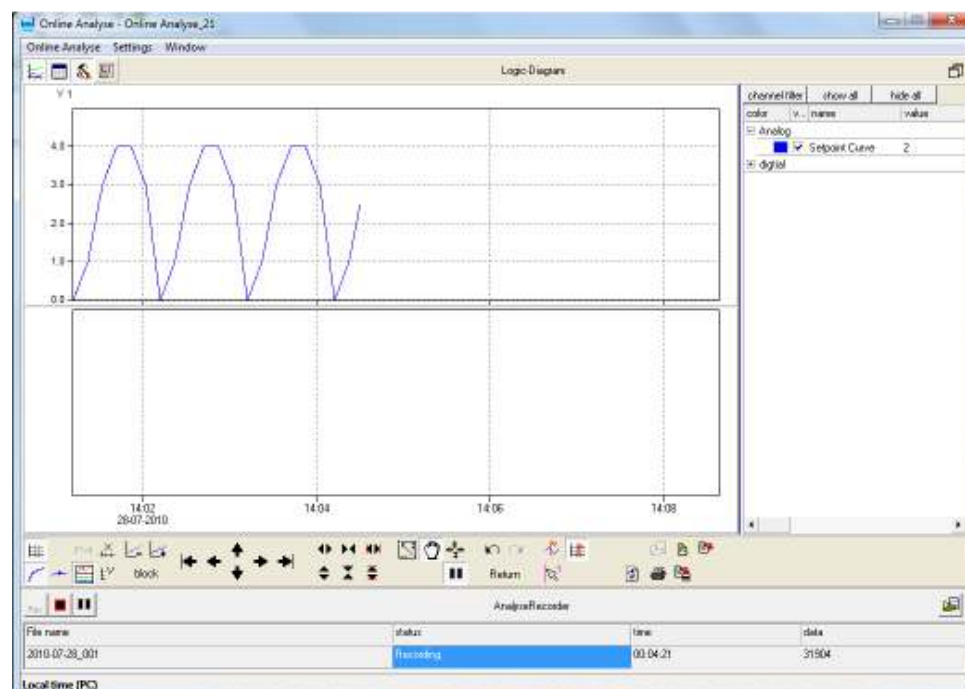 Online Analyse - Online Analyse_21
Online Analyse Settings Window
Logic-Diagram
Y 1
channel filter show all hide all
color v... name value
Analog
Setpoint Curve 2
digital
4.0
3.0
2.0
1.0
0.0
14:02 14:04 14:06 14:08
28-07-2010
block
Return
AnalyseRecorder
File name status time data
2010-07-28_001 Recording 00:04:21 31904
Local time (PC)